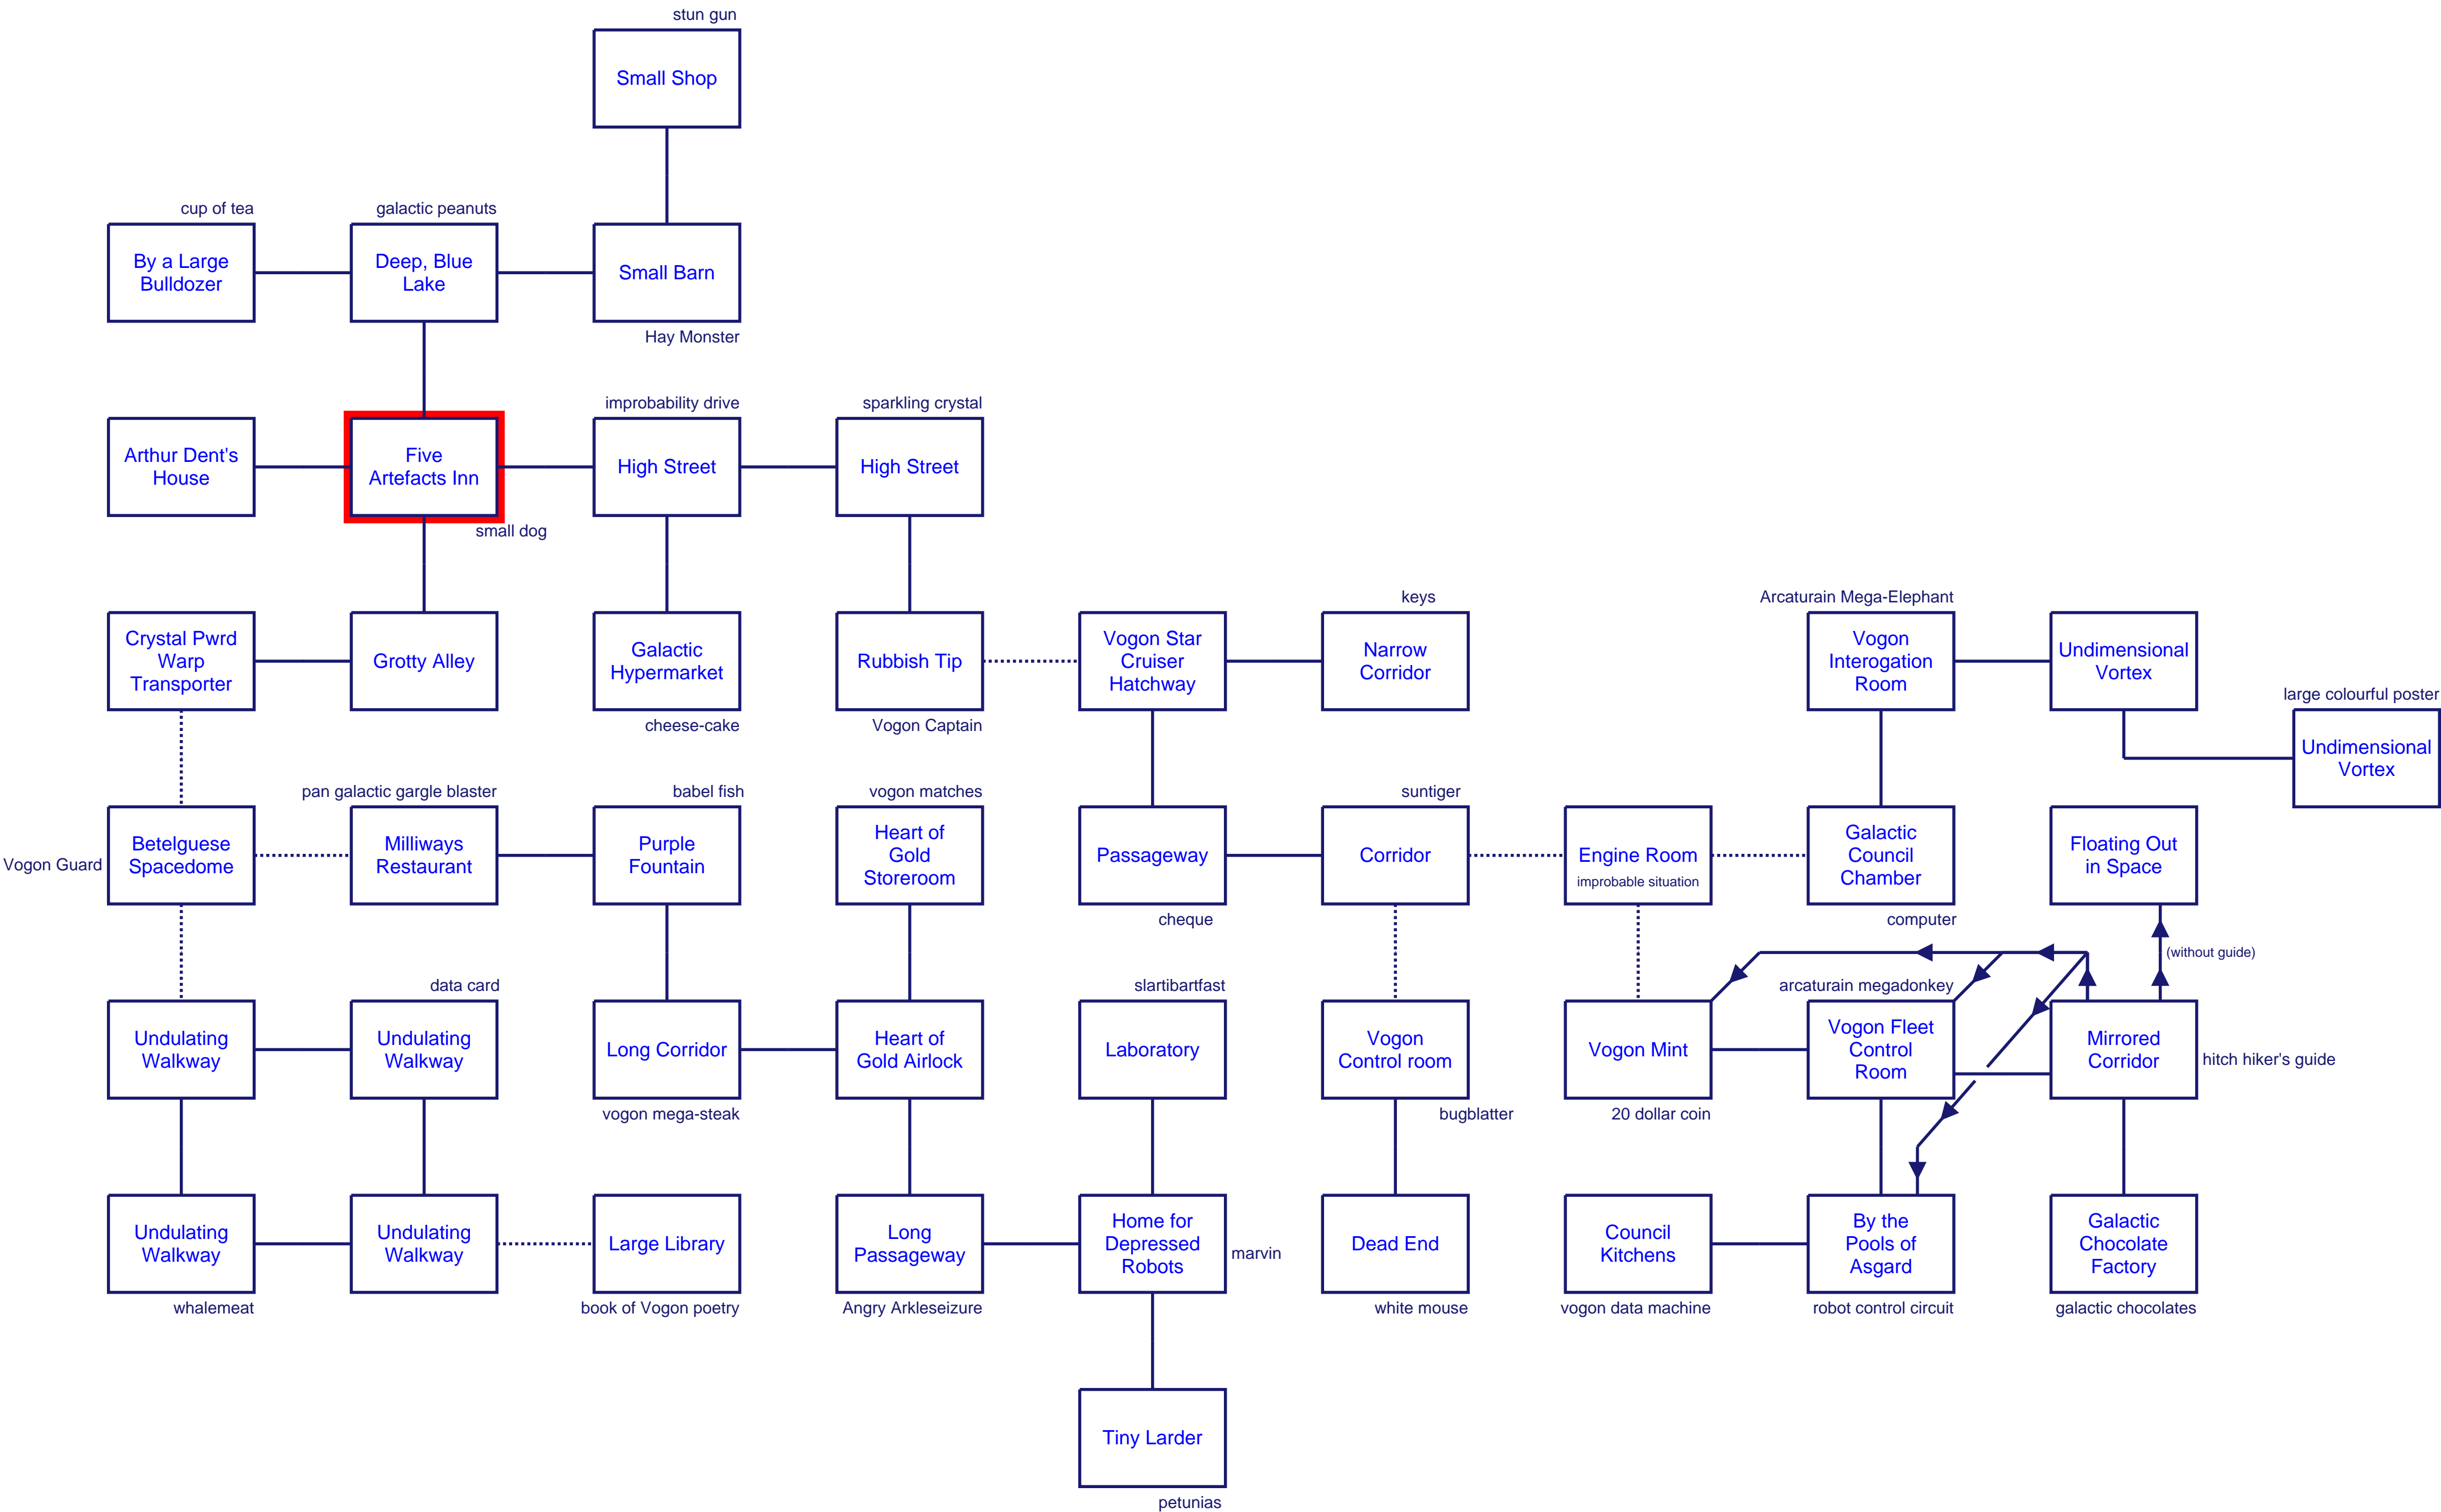 stun gun
Small Shop
cup of tea
galactic peanuts
By a Large
Bulldozer
Deep, Blue
Lake
Small Barn
Hay Monster
improbability drive
sparkling crystal
Arthur Dent's
House
Five
Artefacts Inn
High Street
High Street
small dog
keys
Arcaturain Mega-Elephant
Crystal Pwrd
Warp
Transporter
Grotty Alley
Galactic
Hypermarket
Rubbish Tip
Vogon Star
Cruiser
Hatchway
Narrow
Corridor
Vogon
Interogation
Room
Undimensional
Vortex
large colourful poster
cheese-cake
Vogon Captain
Undimensional
Vortex
pan galactic gargle blaster
babel fish
vogon matches
suntiger
Vogon Guard
Betelguese
Spacedome
Milliways
Restaurant
Purple
Fountain
Heart of
Gold
Storeroom
Passageway
Corridor
Engine Room
improbable situation
Galactic
Council
Chamber
Floating Out
in Space
cheque
computer
(without guide)
data card
slartibartfast
arcaturain megadonkey
Undulating
Walkway
Undulating
Walkway
Long Corridor
Heart of
Gold Airlock
Laboratory
Vogon
Control room
Vogon Mint
Vogon Fleet
Control
Room
Mirrored
Corridor
hitch hiker's guide
vogon mega-steak
bugblatter
20 dollar coin
Undulating
Walkway
Undulating
Walkway
Large Library
Long
Passageway
Home for
Depressed
Robots
marvin
Dead End
Council
Kitchens
By the
Pools of
Asgard
Galactic
Chocolate
Factory
whalemeat
book of Vogon poetry
Angry Arkleseizure
white mouse
vogon data machine
robot control circuit
galactic chocolates
Tiny Larder
petunias